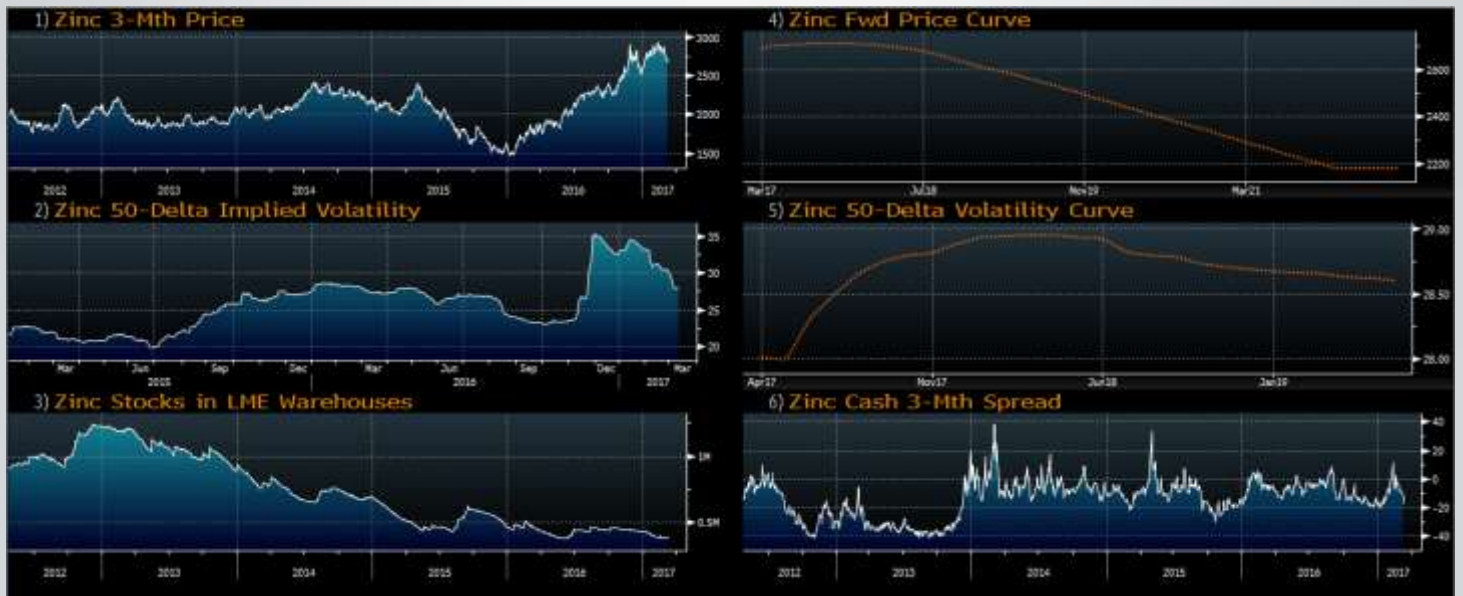 1) Zinc 3-Mth Price
3000
2500
2000
1500
2012 2013 2014 2015 2016 2017
2) Zinc 50-Delta Implied Volatility
35
30
25
20
Mar Jun Sep Dec Mar Jun Sep Dec Mar
2015 2016 2017
3) Zinc Stocks in LME Warehouses
1M
0.5M
2012 2013 2014 2015 2016 2017
4) Zinc Fwd Price Curve
2600
2400
2200
Mar17 Jul18 Nov19 Mar21
5) Zinc 50-Delta Volatility Curve
29.00
28.50
28.00
Apr17 Nov17 Jun18 Jan19
6) Zinc Cash 3-Mth Spread
40
20
0
-20
-40
2012 2013 2014 2015 2016 2017